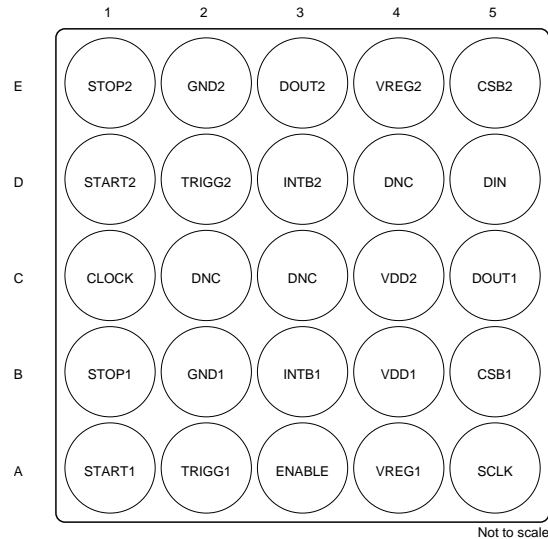 1 2 3 4 5
E STOP2 GND2 DOUT2 VREG2 CSB2
D START2 TRIGG2 INTB2 DNC DIN
C CLOCK DNC DNC VDD2 DOUT1
B STOP1 GND1 INTB1 VDD1 CSB1
A START1 TRIGG1 ENABLE VREG1 SCLK
Not to scale